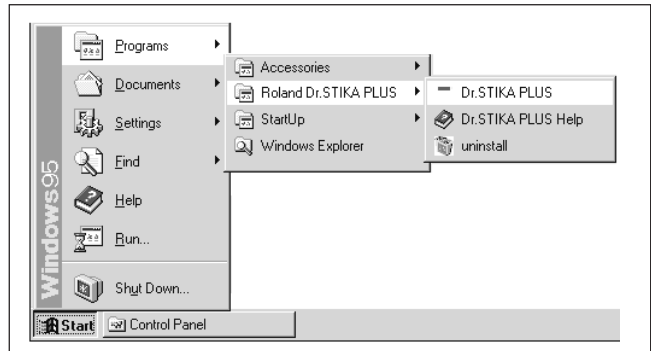 Programs
Documents
Settings
Find
Help
Run...
Shut Down...
Windows95
Accessories
Roland Dr.STIKA PLUS
StartUp
Windows Explorer
Dr.STIKA PLUS
Dr.STIKA PLUS Help
uninstall
Start
Control Panel